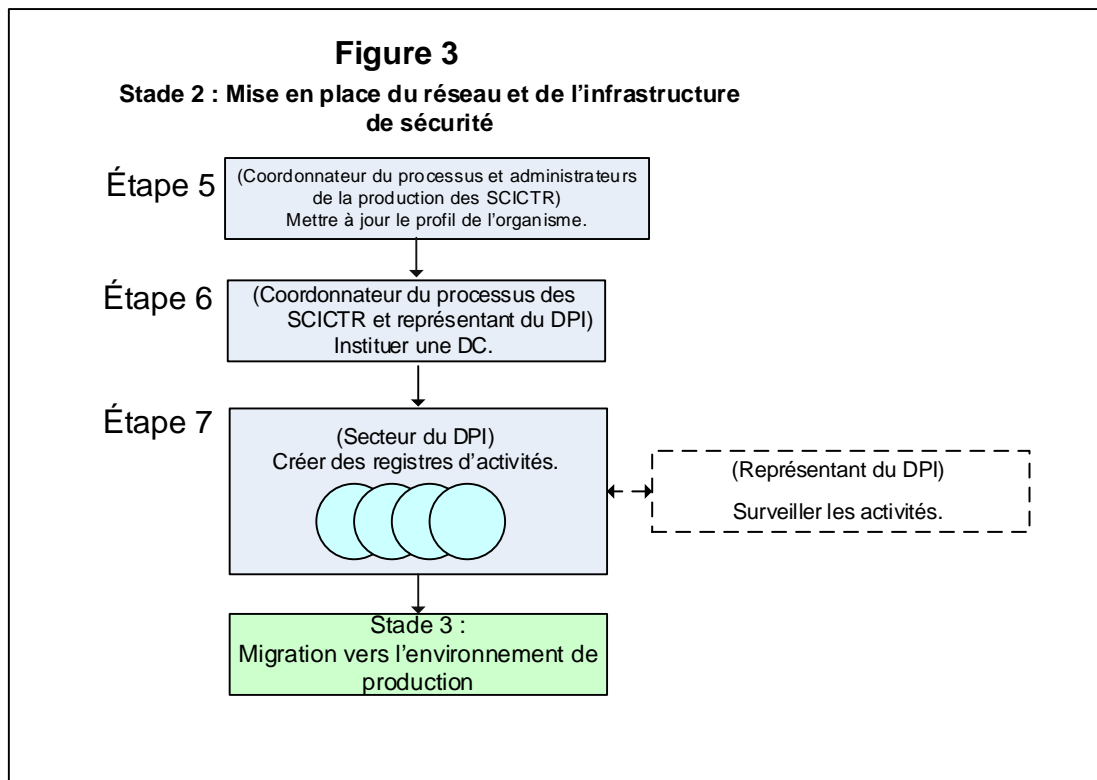 Figure 3
Stade 2 : Mise en place du réseau et de l'infrastructure
de sécurité
Étape 5
(Coordonnateur du processus et administrateurs
de la production des SCICTR)
Mettre à jour le profil de l'organisme.
Étape 6
(Coordonnateur du processus des
SCICTR et représentant du DPI)
Instituer une DC.
Étape 7
(Secteur du DPI)
Créer des registres d'activités.
(Représentant du DPI)
Surveiller les activités.
Stade 3 :
Migration vers l'environnement de
production